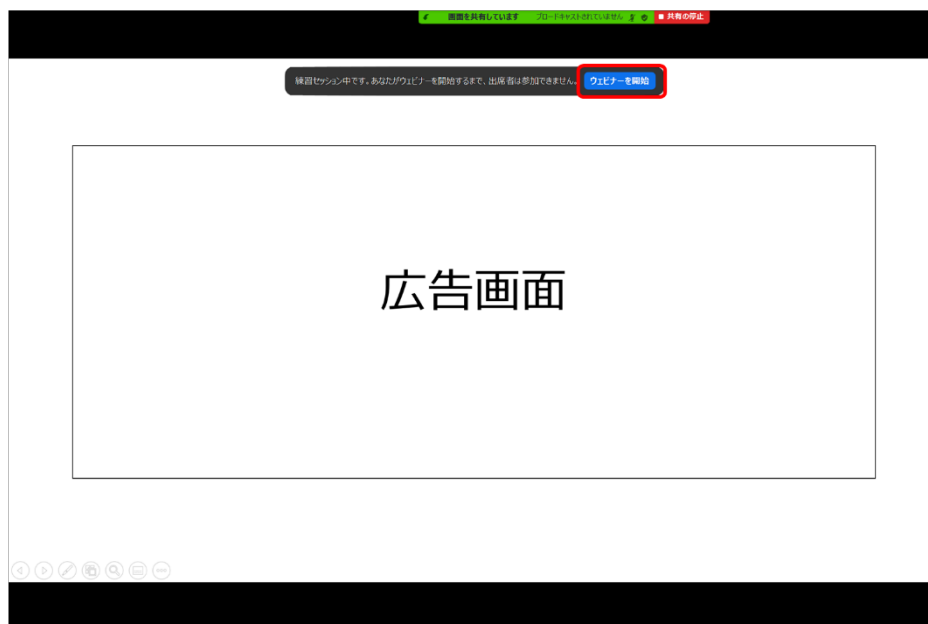 画面を共有しています ブロードキャストされていません 共有の停止
練習セッション中です。あなたがウェビナーを開始するまで、出席者は参加できません。 ウェビナーを開始
広告画面